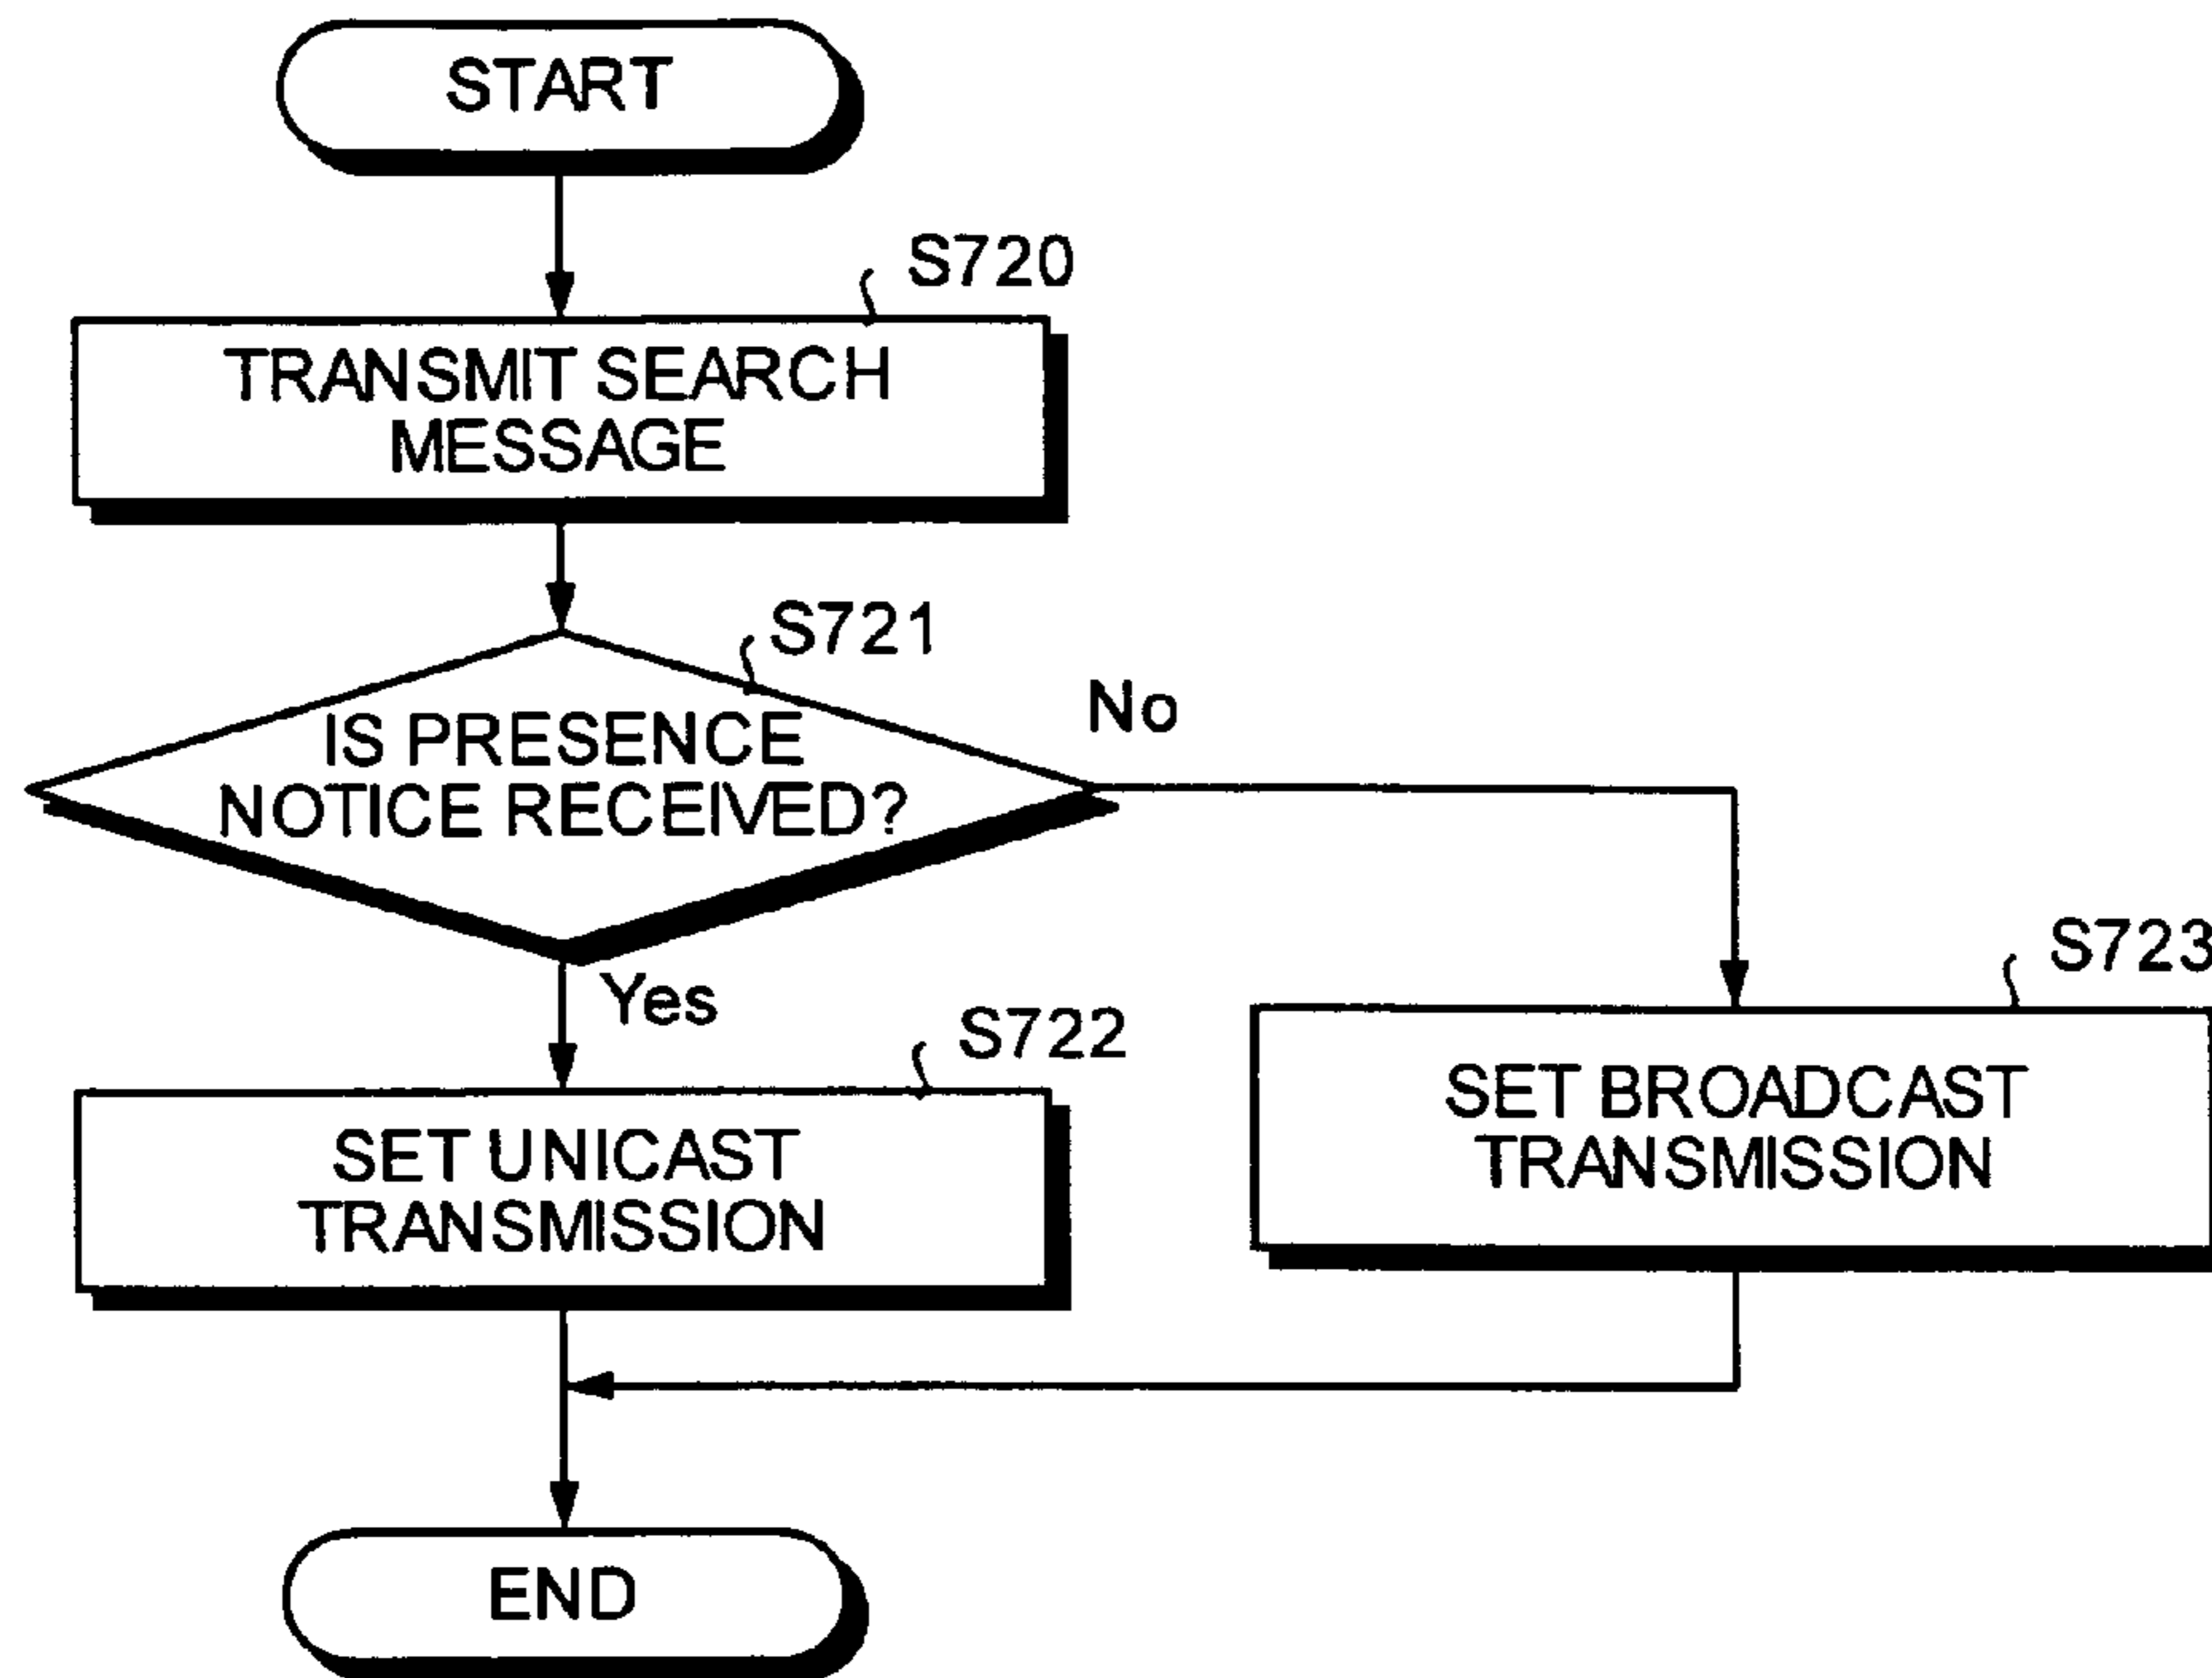 START
S720
TRANSMIT SEARCH
MESSAGE
S721
IS PRESENCE
NOTICE RECEIVED?
No
Yes
S722
SET UNICAST
TRANSMISSION
S723
SET BROADCAST
TRANSMISSION
END